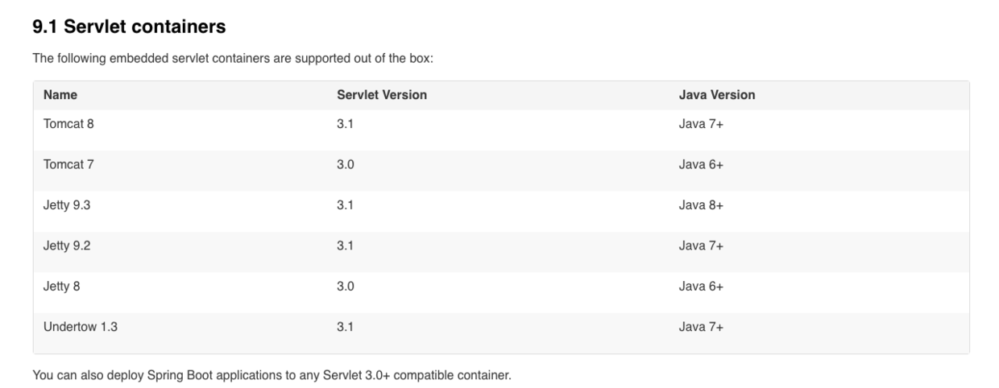 9.1 Servlet containers
The following embedded servlet containers are supported out of the box:
Name Servlet Version Java Version
Tomcat 8 3.1 Java 7+
Tomcat 7 3.0 Java 6+
Jetty 9.3 3.1 Java 8+
Jetty 9.2 3.1 Java 7+
Jetty 8 3.0 Java 6+
Undertow 1.3 3.1 Java 7+
You can also deploy Spring Boot applications to any Servlet 3.0+ compatible container.